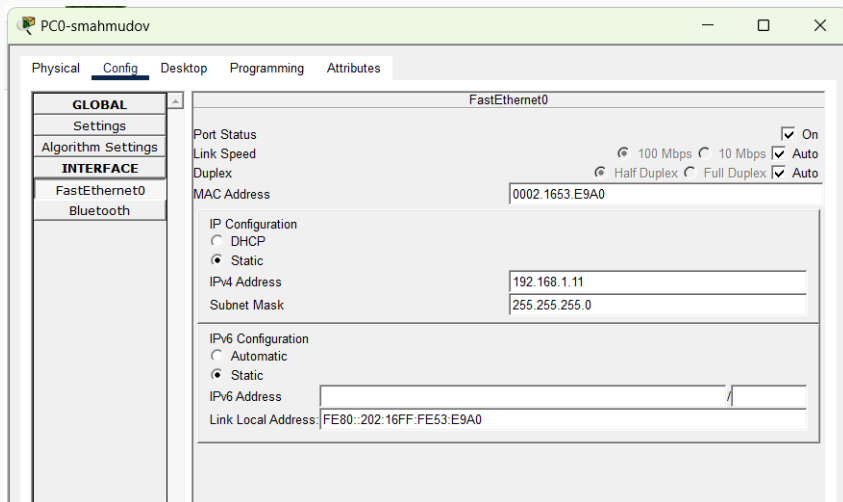 PC0-smahmudov
Physical Config Desktop Programming Attributes
GLOBAL
Settings
Algorithm Settings
INTERFACE
FastEthernet0
Bluetooth
FastEthernet0
Port Status On
Link Speed 100 Mbps 10 Mbps Auto
Duplex Half Duplex Full Duplex Auto
MAC Address 0002.1653.E9A0
IP Configuration
DHCP
Static
IPv4 Address 192.168.1.11
Subnet Mask 255.255.255.0
IPv6 Configuration
Automatic
Static
IPv6 Address /
Link Local Address: FE80::202:16FF:FE53:E9A0